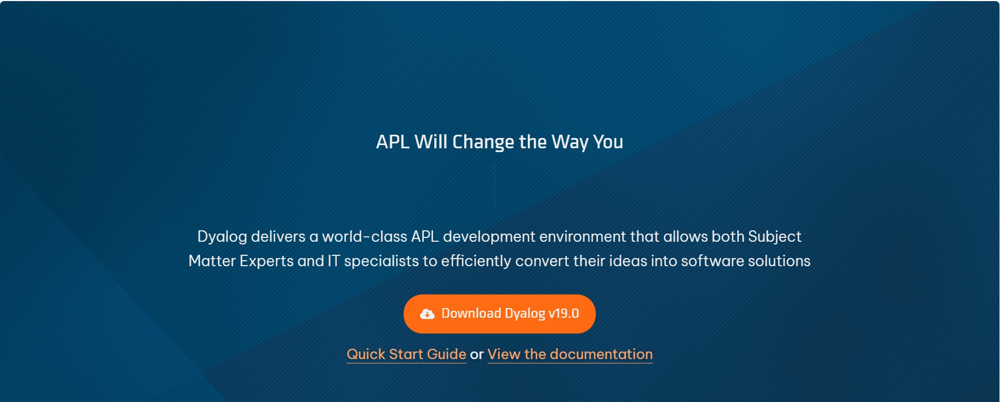 APL Will Change the Way You
Dyalog delivers a world-class APL development environment that allows both Subject
Matter Experts and IT specialists to efficiently convert their ideas into software solutions
Download Dyalog v19.0
Quick Start Guide or View the documentation